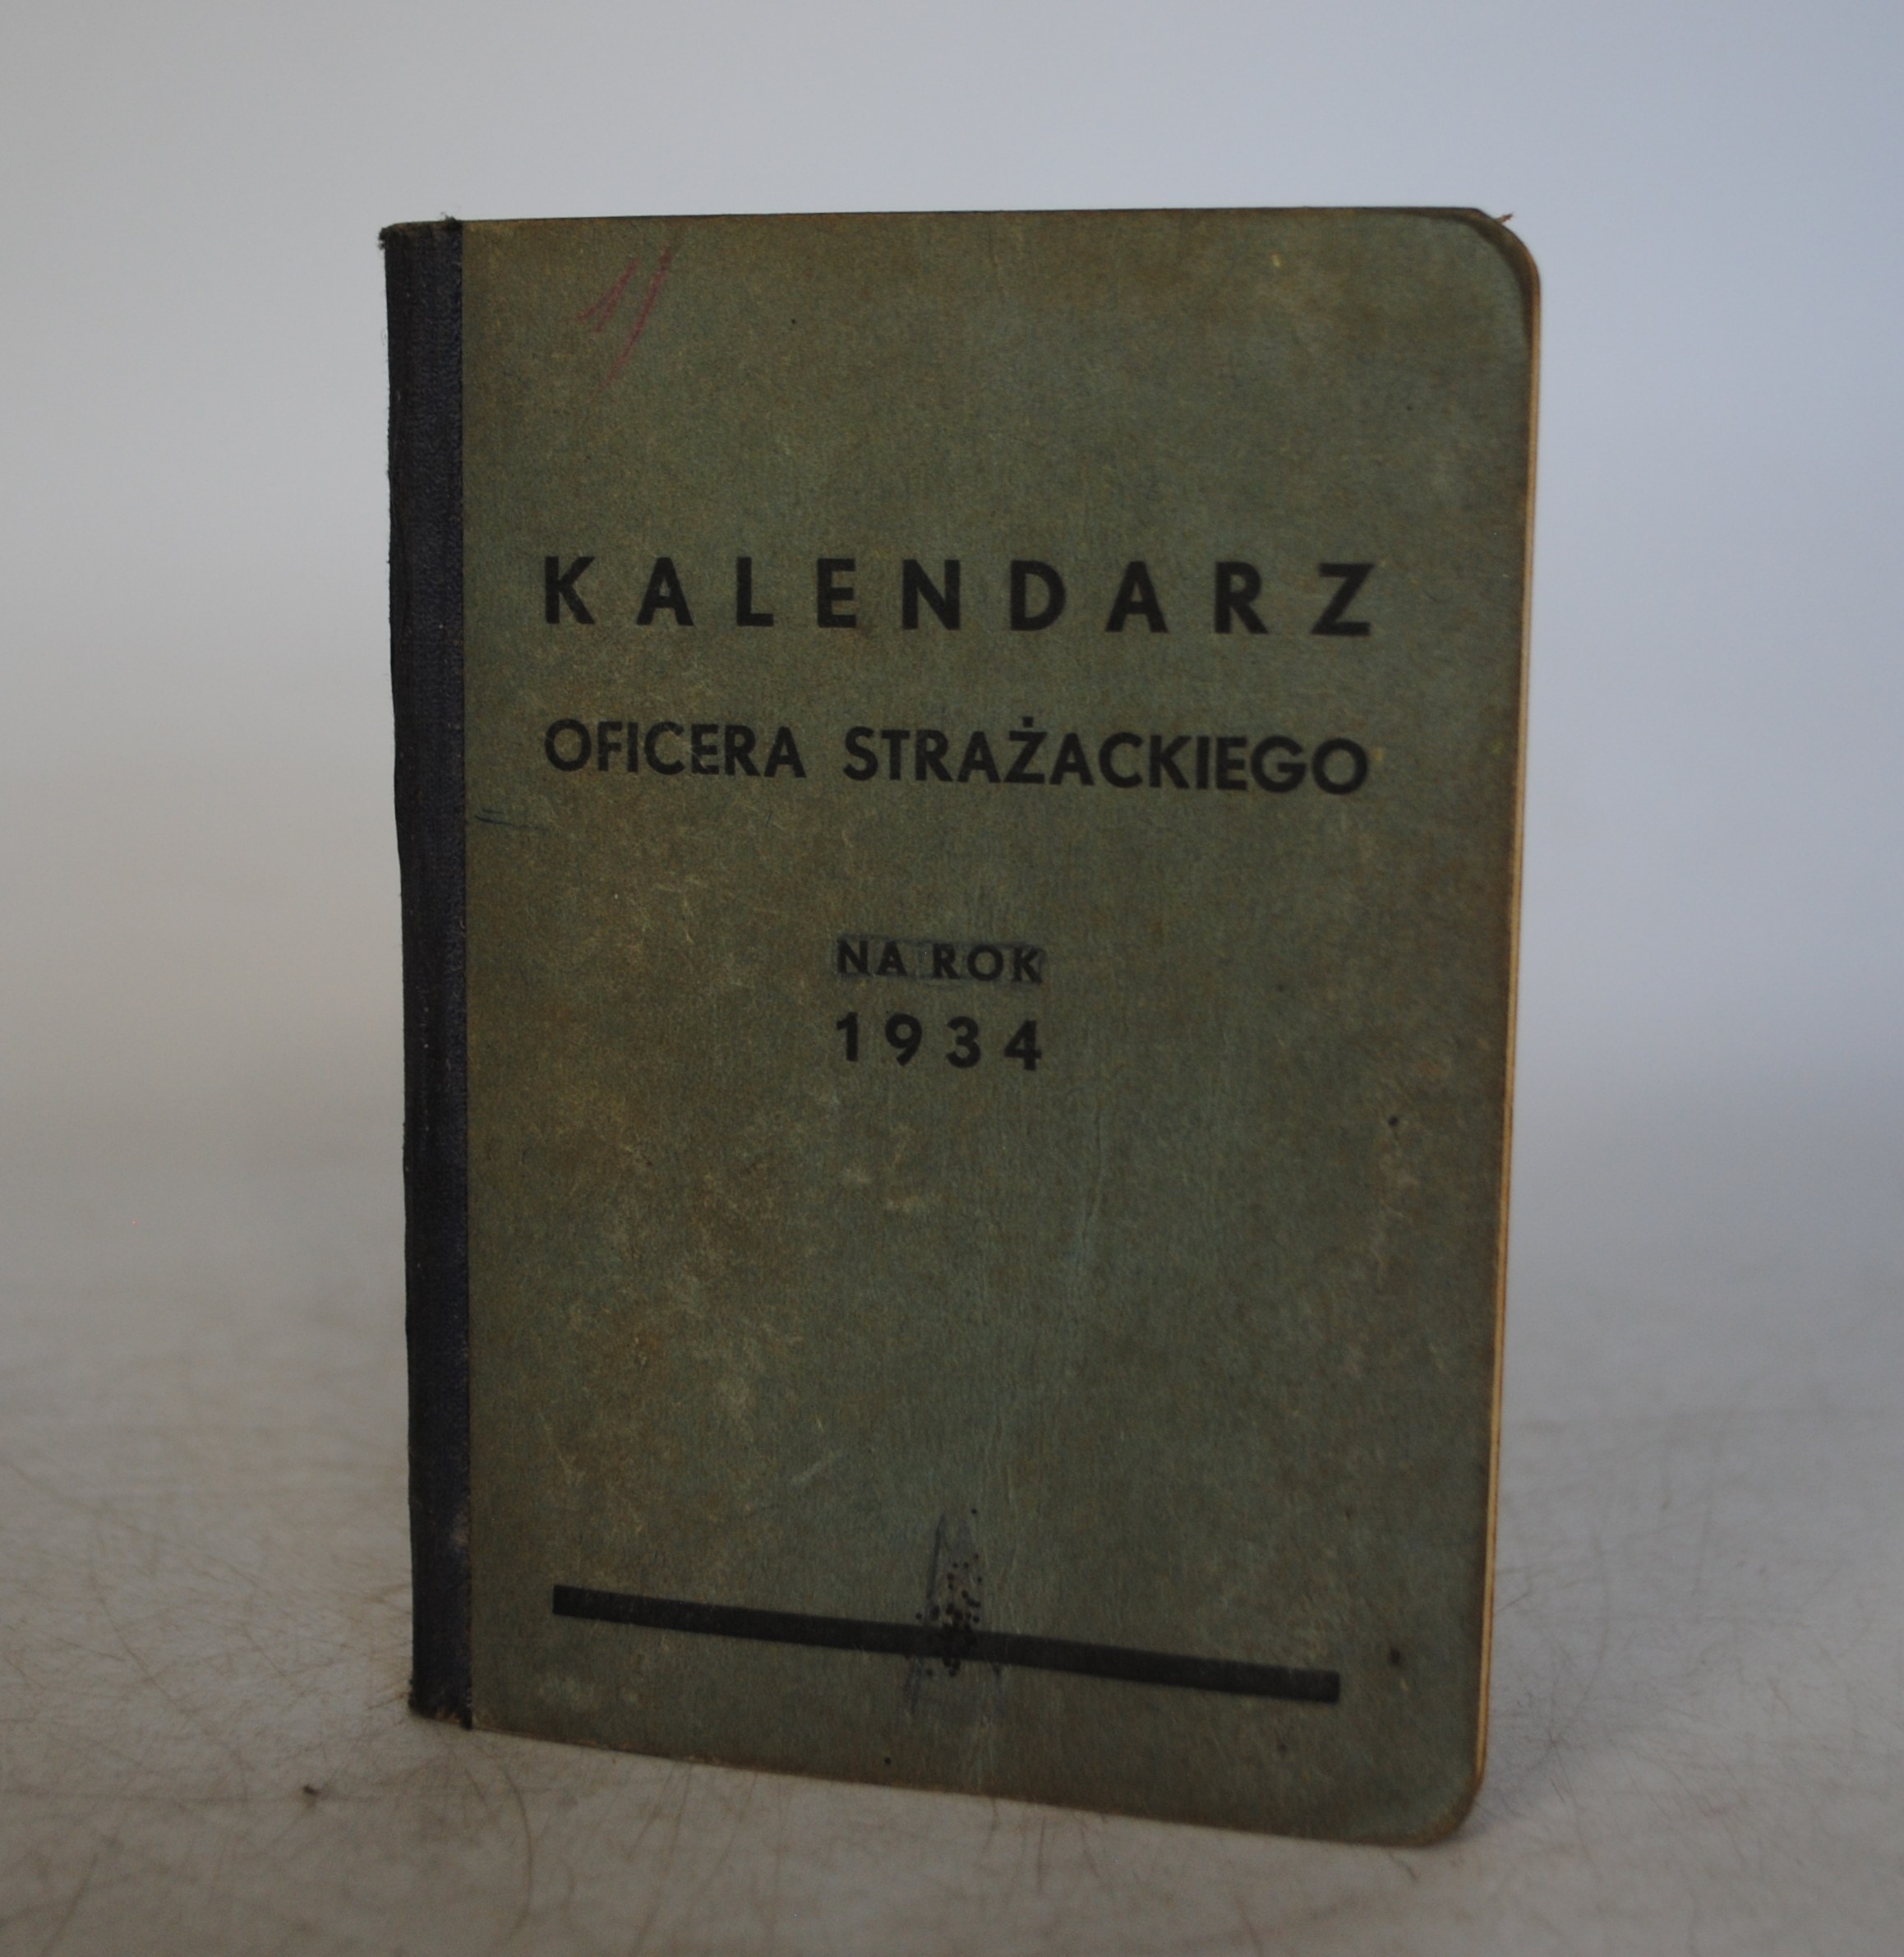 KALENDARZ
OFICERA STRAŻACKIEGO
NA ROK
1934